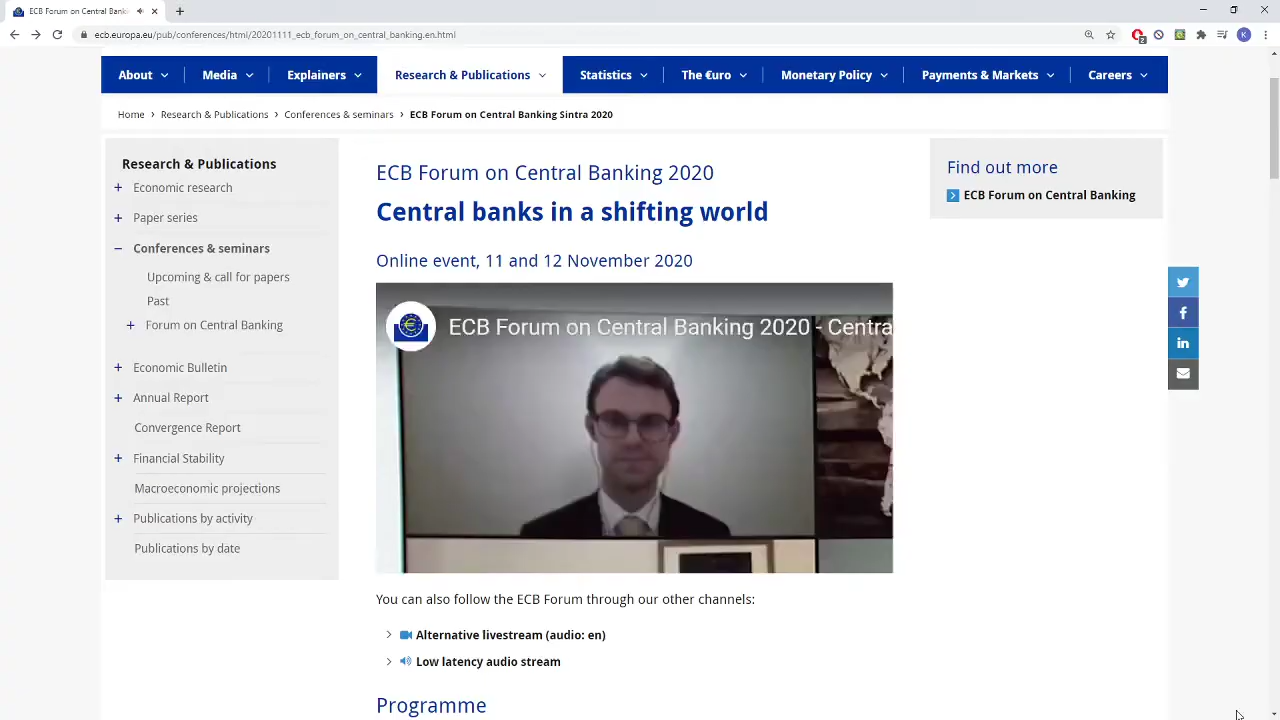 ECB Forum on Central Bank
ecb.europa.eu/pub/conferences/html/20201111_ecb_forum_on_central_banking.en.html
2
K
About
Media
Explainers
Research & Publications
Statistics
The €uro
Monetary Policy
Payments & Markets
Careers
Home › Research & Publications › Conferences & seminars › ECB Forum on Central Banking Sintra 2020
Research & Publications
+ Economic research
+ Paper series
− Conferences & seminars
Upcoming & call for papers
Past
+ Forum on Central Banking
+ Economic Bulletin
+ Annual Report
Convergence Report
+ Financial Stability
Macroeconomic projections
+ Publications by activity
Publications by date
ECB Forum on Central Banking 2020
Central banks in a shifting world
Online event, 11 and 12 November 2020
ECB Forum on Central Banking 2020 - Centra
You can also follow the ECB Forum through our other channels:
Alternative livestream (audio: en)
Low latency audio stream
Programme
Find out more
ECB Forum on Central Banking